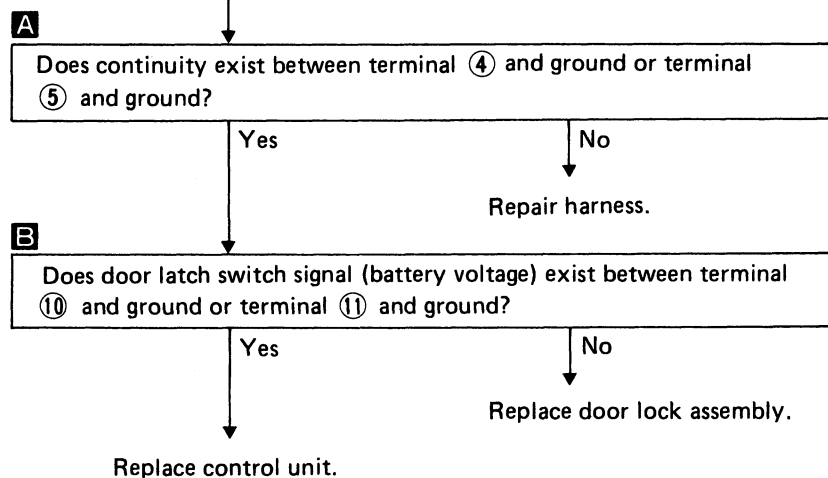 A
Does continuity exist between terminal ④ and ground or terminal
⑤ and ground?
Yes
No
Repair harness.
B
Does door latch switch signal (battery voltage) exist between terminal
⑩ and ground or terminal ⑪ and ground?
Yes
No
Replace door lock assembly.
Replace control unit.